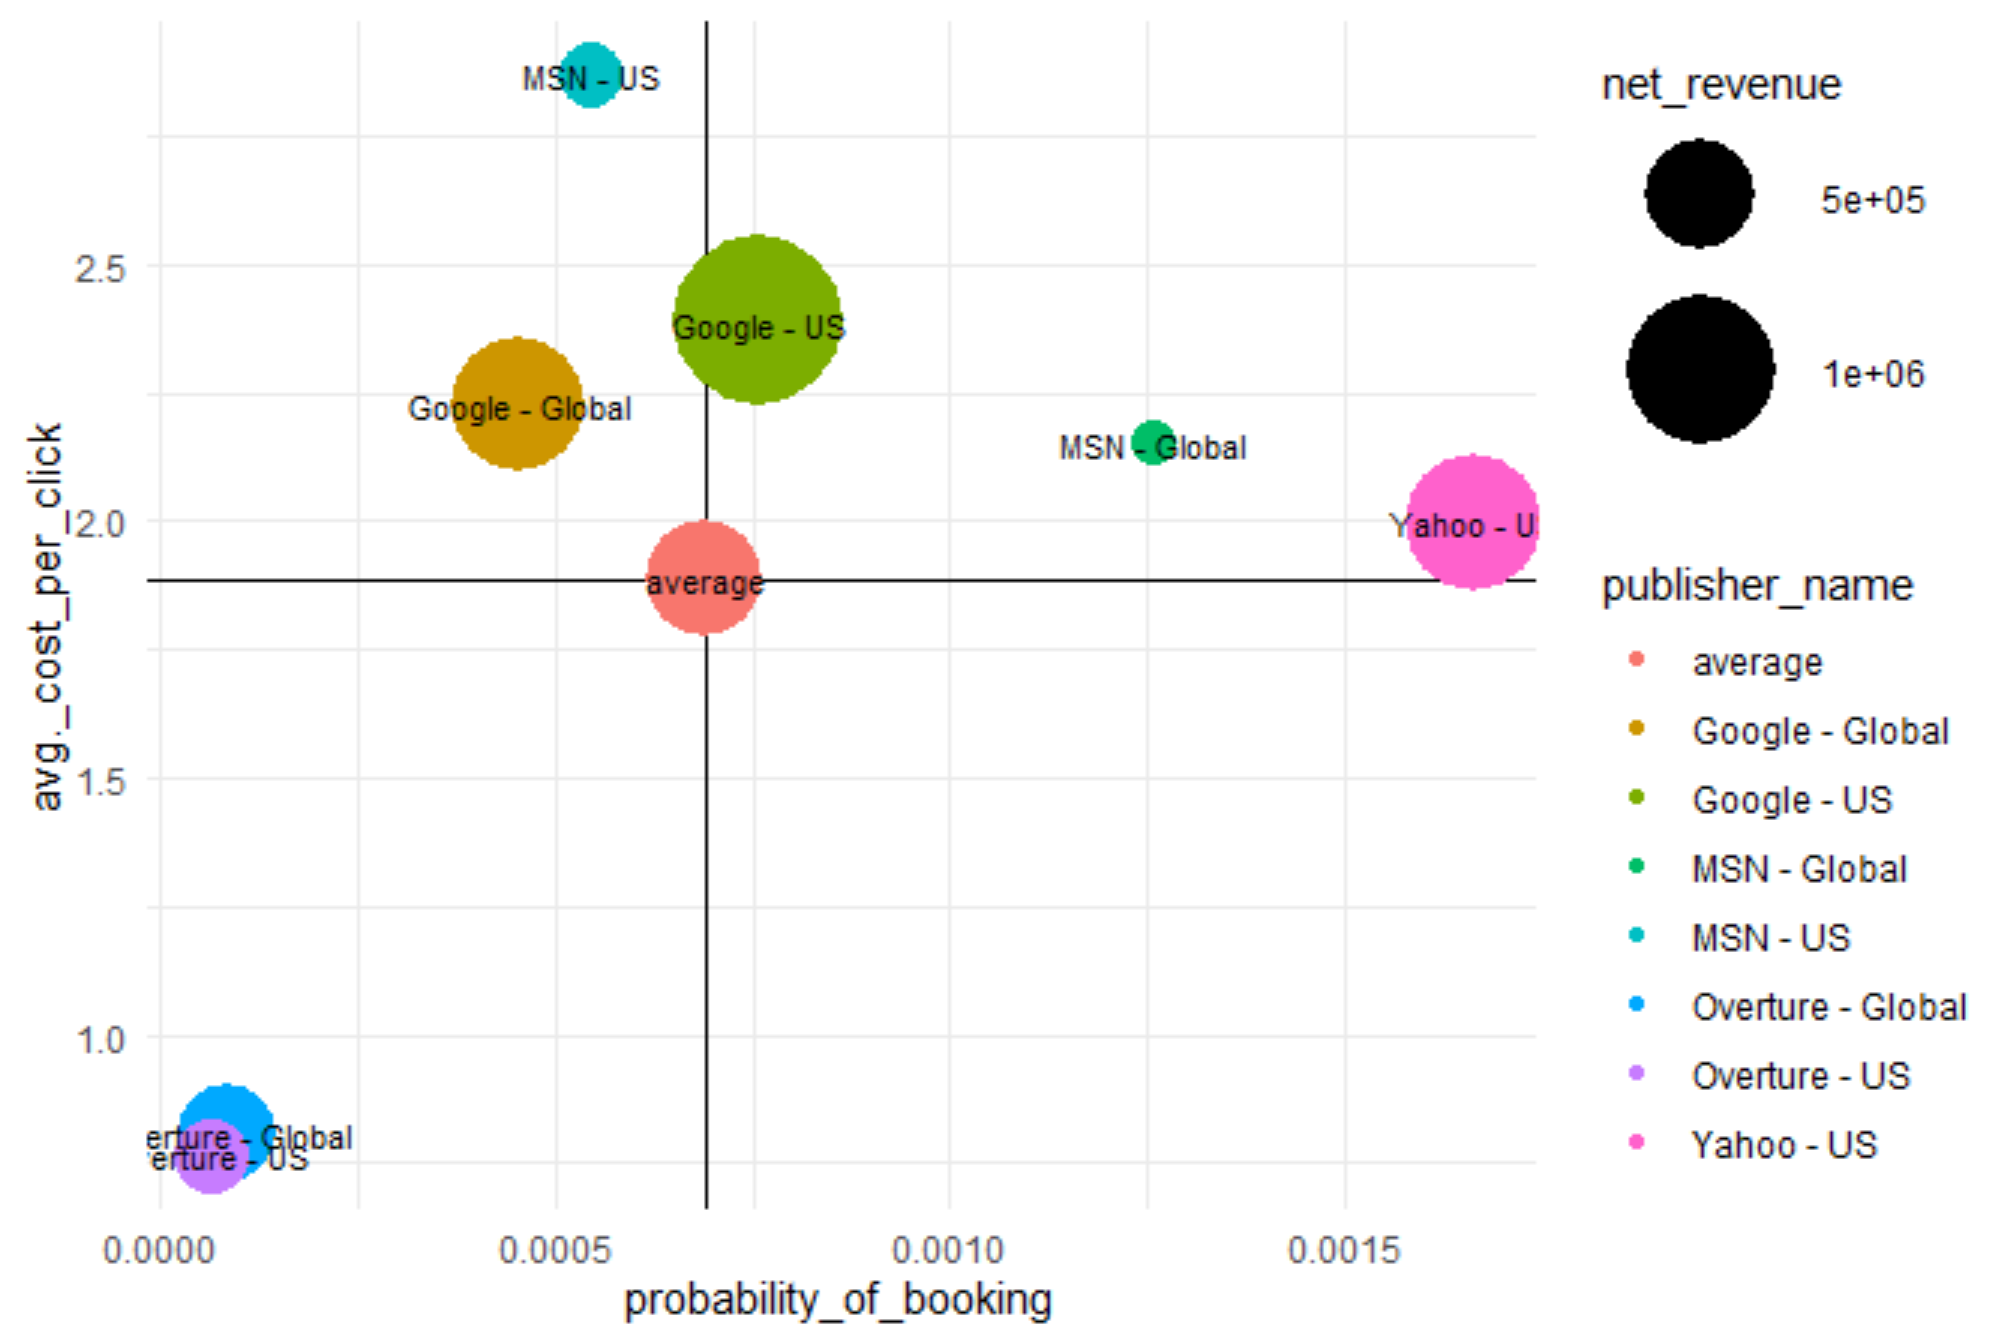 MSN - US
Google - US
Google - Global
MSN - Global
Yahoo - U
average
erture - Global
erture - US
2.5
2.0
1.5
1.0
avg._cost_per_click
0.0000
0.0005
0.0010
0.0015
probability_of_booking
net_revenue
5e+05
1e+06
publisher_name
average
Google - Global
Google - US
MSN - Global
MSN - US
Overture - Global
Overture - US
Yahoo - US